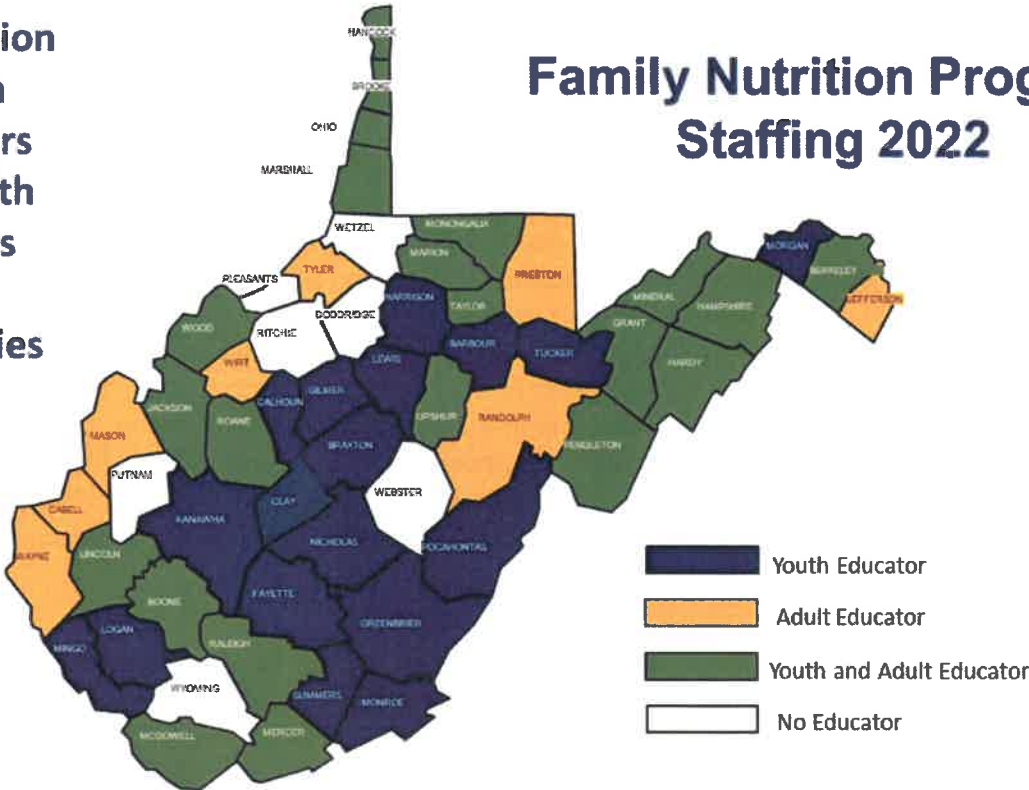 ion
n
rs
th
s
ies
Family Nutrition Prog
Staffing 2022
HANCOCK
BROOKE
OHIO
MARSHALL
WETZEL
MONONGALIA
MARION
PRESTON
MORGAN
BERKELEY
JEFFERSON
TYLER
PLEASANTS
HARRISON
TAYLOR
MINERAL
HAMPSHIRE
DODDRIDGE
WOOD
RITCHIE
GRANT
BARBOUR
TUCKER
LEWIS
HARDY
WIRT
GILMER
CALHOUN
JACKSON
ROANE
UPSHUR
RANDOLPH
MASON
BRAXTON
PENDLETON
PUTNAM
WEBSTER
CLAY
CABELL
KANAWHA
NICHOLAS
POCAHONTAS
WAYNE
LINCOLN
Youth Educator
FAYETTE
BOONE
Adult Educator
GREENBRIER
LOGAN
RALEIGH
MINGO
Youth and Adult Educator
WYOMING
SUMMERS
MONROE
No Educator
MCDOWELL
MERCER